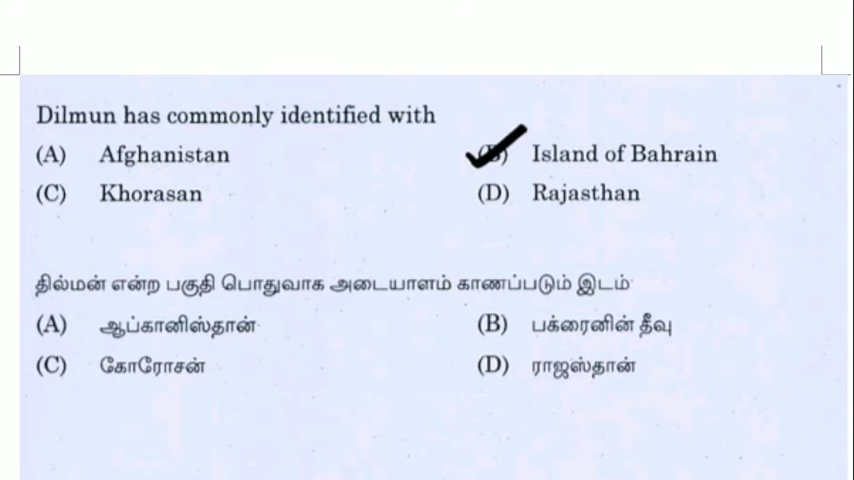 Dilmun has commonly identified with
(A) Afghanistan (B) Island of Bahrain
(C) Khorasan (D) Rajasthan
தில்மன் என்ற பகுதி பொதுவாக அடையாளம் காணப்படும் இடம்
(A) ஆப்கானிஸ்தான் (B) பக்ரைனின் தீவு
(C) கோரோசன் (D) ராஜஸ்தான்